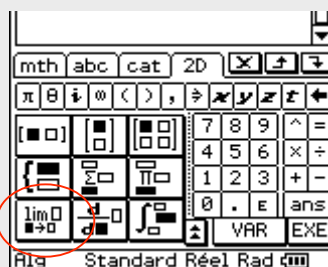 mth abc cat 2D
π θ i ∞ ( ) , ⇒ x y z t ←
[■□] [■□] [■□■□] 7 8 9 ^ =
4 5 6 × ÷
{ Σ□ Π□ 1 2 3 + −
lim□ ■→0 d/d■□ ∫□ 0 . E ans
VAR EXE
Alg Standard Réel Rad